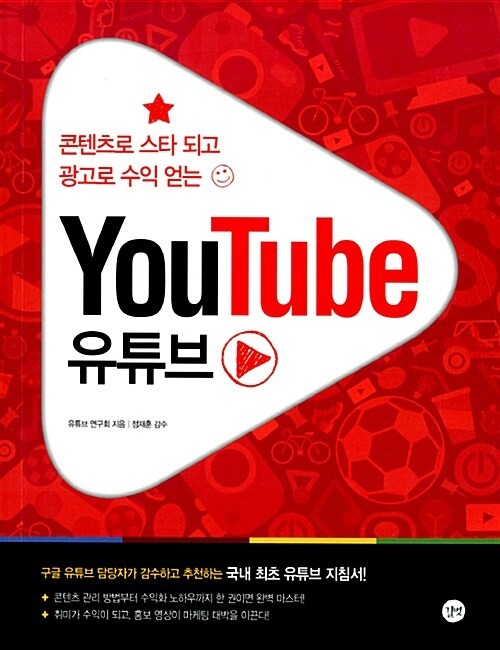 콘텐츠로 스타 되고
광고로 수익 얻는
YouTube
유튜브
유튜브 연구회 지음 | 정재훈 감수
구글 유튜브 담당자가 감수하고 추천하는 국내 최초 유튜브 지침서!
+ 콘텐츠 관리 방법부터 수익화 노하우까지 한 권이면 완벽 마스터!
+ 취미가 수익이 되고, 홍보 영상이 마케팅 대박을 이끈다!
길벗